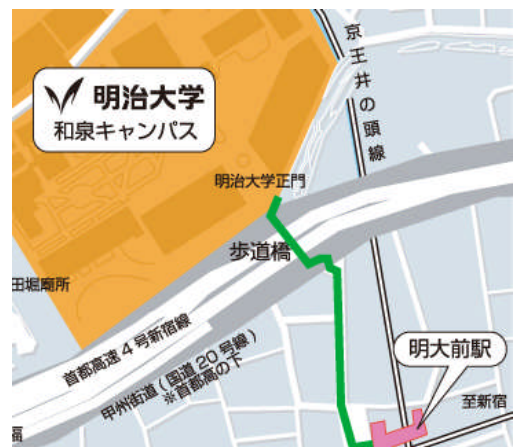 明治大学
和泉キャンパス
京王井の頭線
明治大学正門
歩道橋
田堀廟所
首都高速4号新宿線
甲州街道(国道20号線)
※首都高の下
明大前駅
至新宿
福